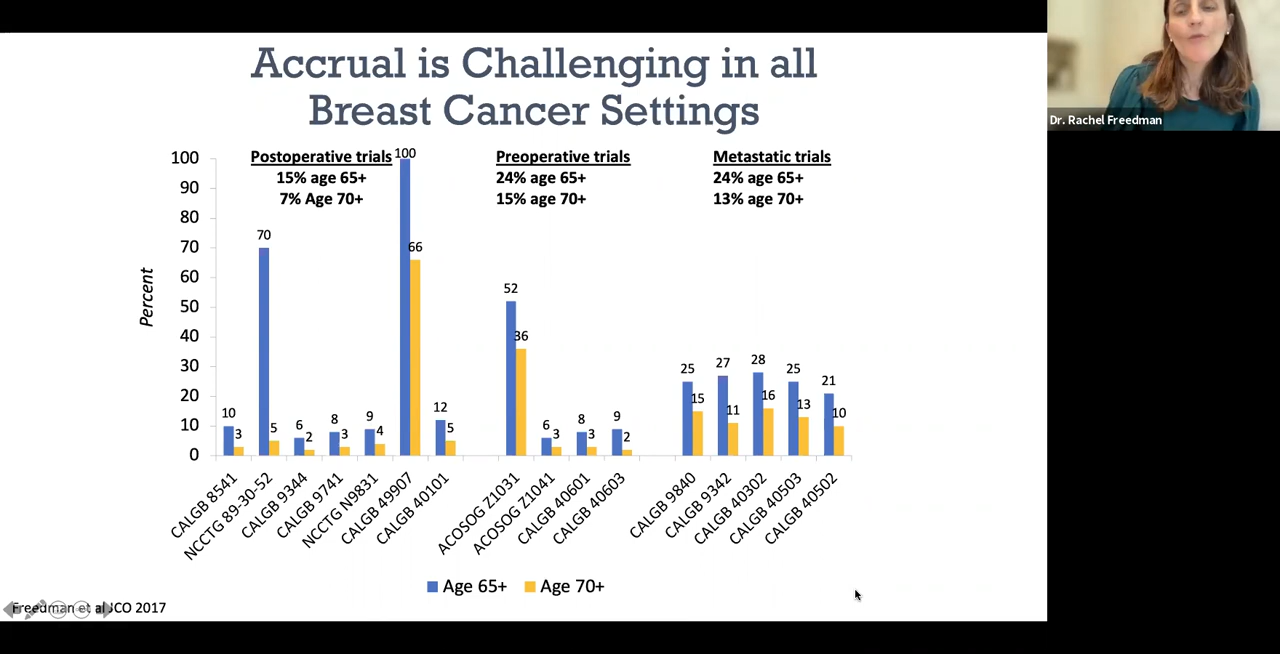 Accrual is Challenging in all
Breast Cancer Settings
Dr. Rachel Freedman
Postoperative trials
15% age 65+
7% Age 70+
Preoperative trials
24% age 65+
15% age 70+
Metastatic trials
24% age 65+
13% age 70+
Percent
100
90
80
70
60
50
40
30
20
10
0
10
3
70
5
6
2
8
3
9
4
100
66
12
5
52
36
6
3
8
3
9
2
25
15
27
11
28
16
25
13
21
10
CALGB 8541
NCCTG 89-30-52
CALGB 9344
CALGB 9741
NCCTG N9831
CALGB 49907
CALGB 40101
ACOSOG Z1031
ACOSOG Z1041
CALGB 40601
CALGB 40603
CALGB 9840
CALGB 9342
CALGB 40302
CALGB 40503
CALGB 40502
Age 65+
Age 70+
Freedman et al JCO 2017